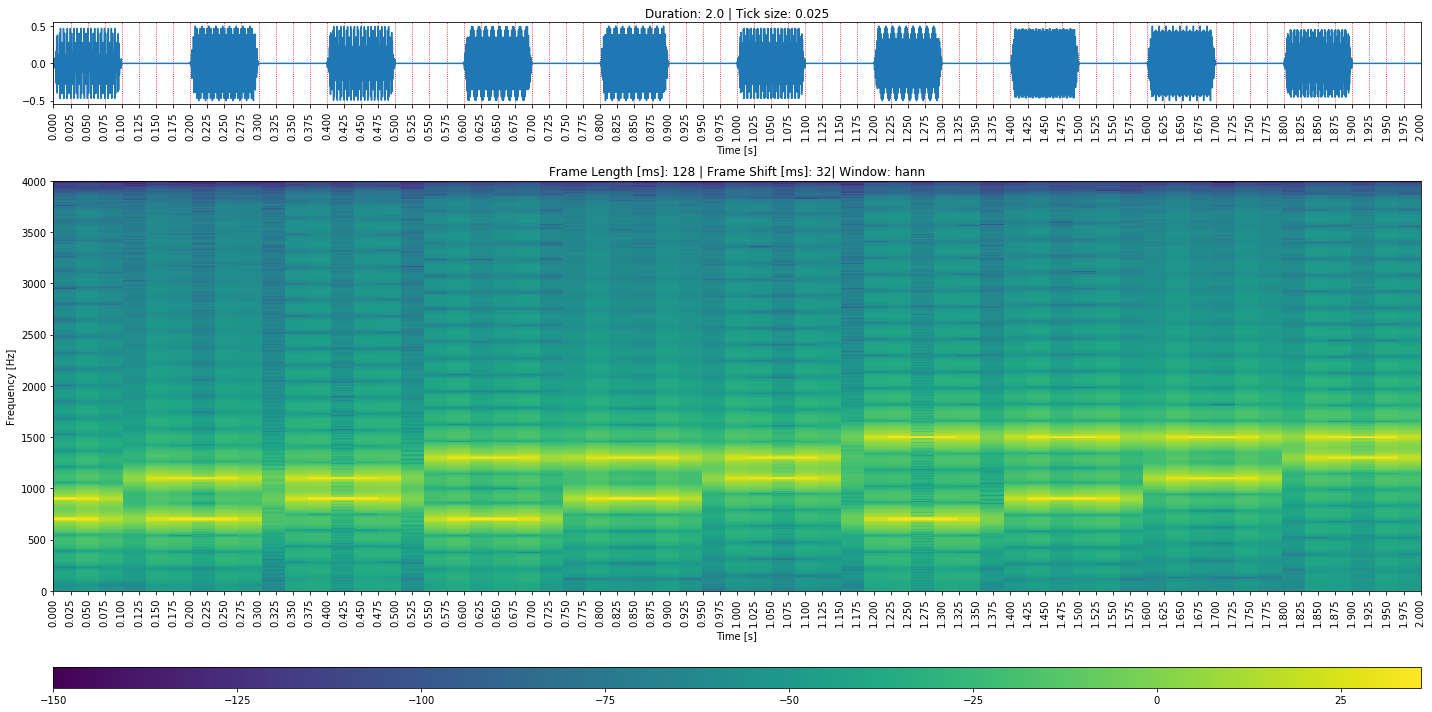 Duration: 2.0 | Tick size: 0.025
0.5
0.0
−0.5
0.000 0.025 0.050 0.075 0.100 0.125 0.150 0.175 0.200 0.225 0.250 0.275 0.300 0.325 0.350 0.375 0.400 0.425 0.450 0.475 0.500 0.525 0.550 0.575 0.600 0.625 0.650 0.675 0.700 0.725 0.750 0.775 0.800 0.825 0.850 0.875 0.900 0.925 0.950 0.975 1.000 1.025 1.050 1.075 1.100 1.125 1.150 1.175 1.200 1.225 1.250 1.275 1.300 1.325 1.350 1.375 1.400 1.425 1.450 1.475 1.500 1.525 1.550 1.575 1.600 1.625 1.650 1.675 1.700 1.725 1.750 1.775 1.800 1.825 1.850 1.875 1.900 1.925 1.950 1.975 2.000
Time [s]
Frame Length [ms]: 128 | Frame Shift [ms]: 32| Window: hann
Frequency [Hz]
4000
3500
3000
2500
2000
1500
1000
500
0
0.000 0.025 0.050 0.075 0.100 0.125 0.150 0.175 0.200 0.225 0.250 0.275 0.300 0.325 0.350 0.375 0.400 0.425 0.450 0.475 0.500 0.525 0.550 0.575 0.600 0.625 0.650 0.675 0.700 0.725 0.750 0.775 0.800 0.825 0.850 0.875 0.900 0.925 0.950 0.975 1.000 1.025 1.050 1.075 1.100 1.125 1.150 1.175 1.200 1.225 1.250 1.275 1.300 1.325 1.350 1.375 1.400 1.425 1.450 1.475 1.500 1.525 1.550 1.575 1.600 1.625 1.650 1.675 1.700 1.725 1.750 1.775 1.800 1.825 1.850 1.875 1.900 1.925 1.950 1.975 2.000
Time [s]
−150 −125 −100 −75 −50 −25 0 25